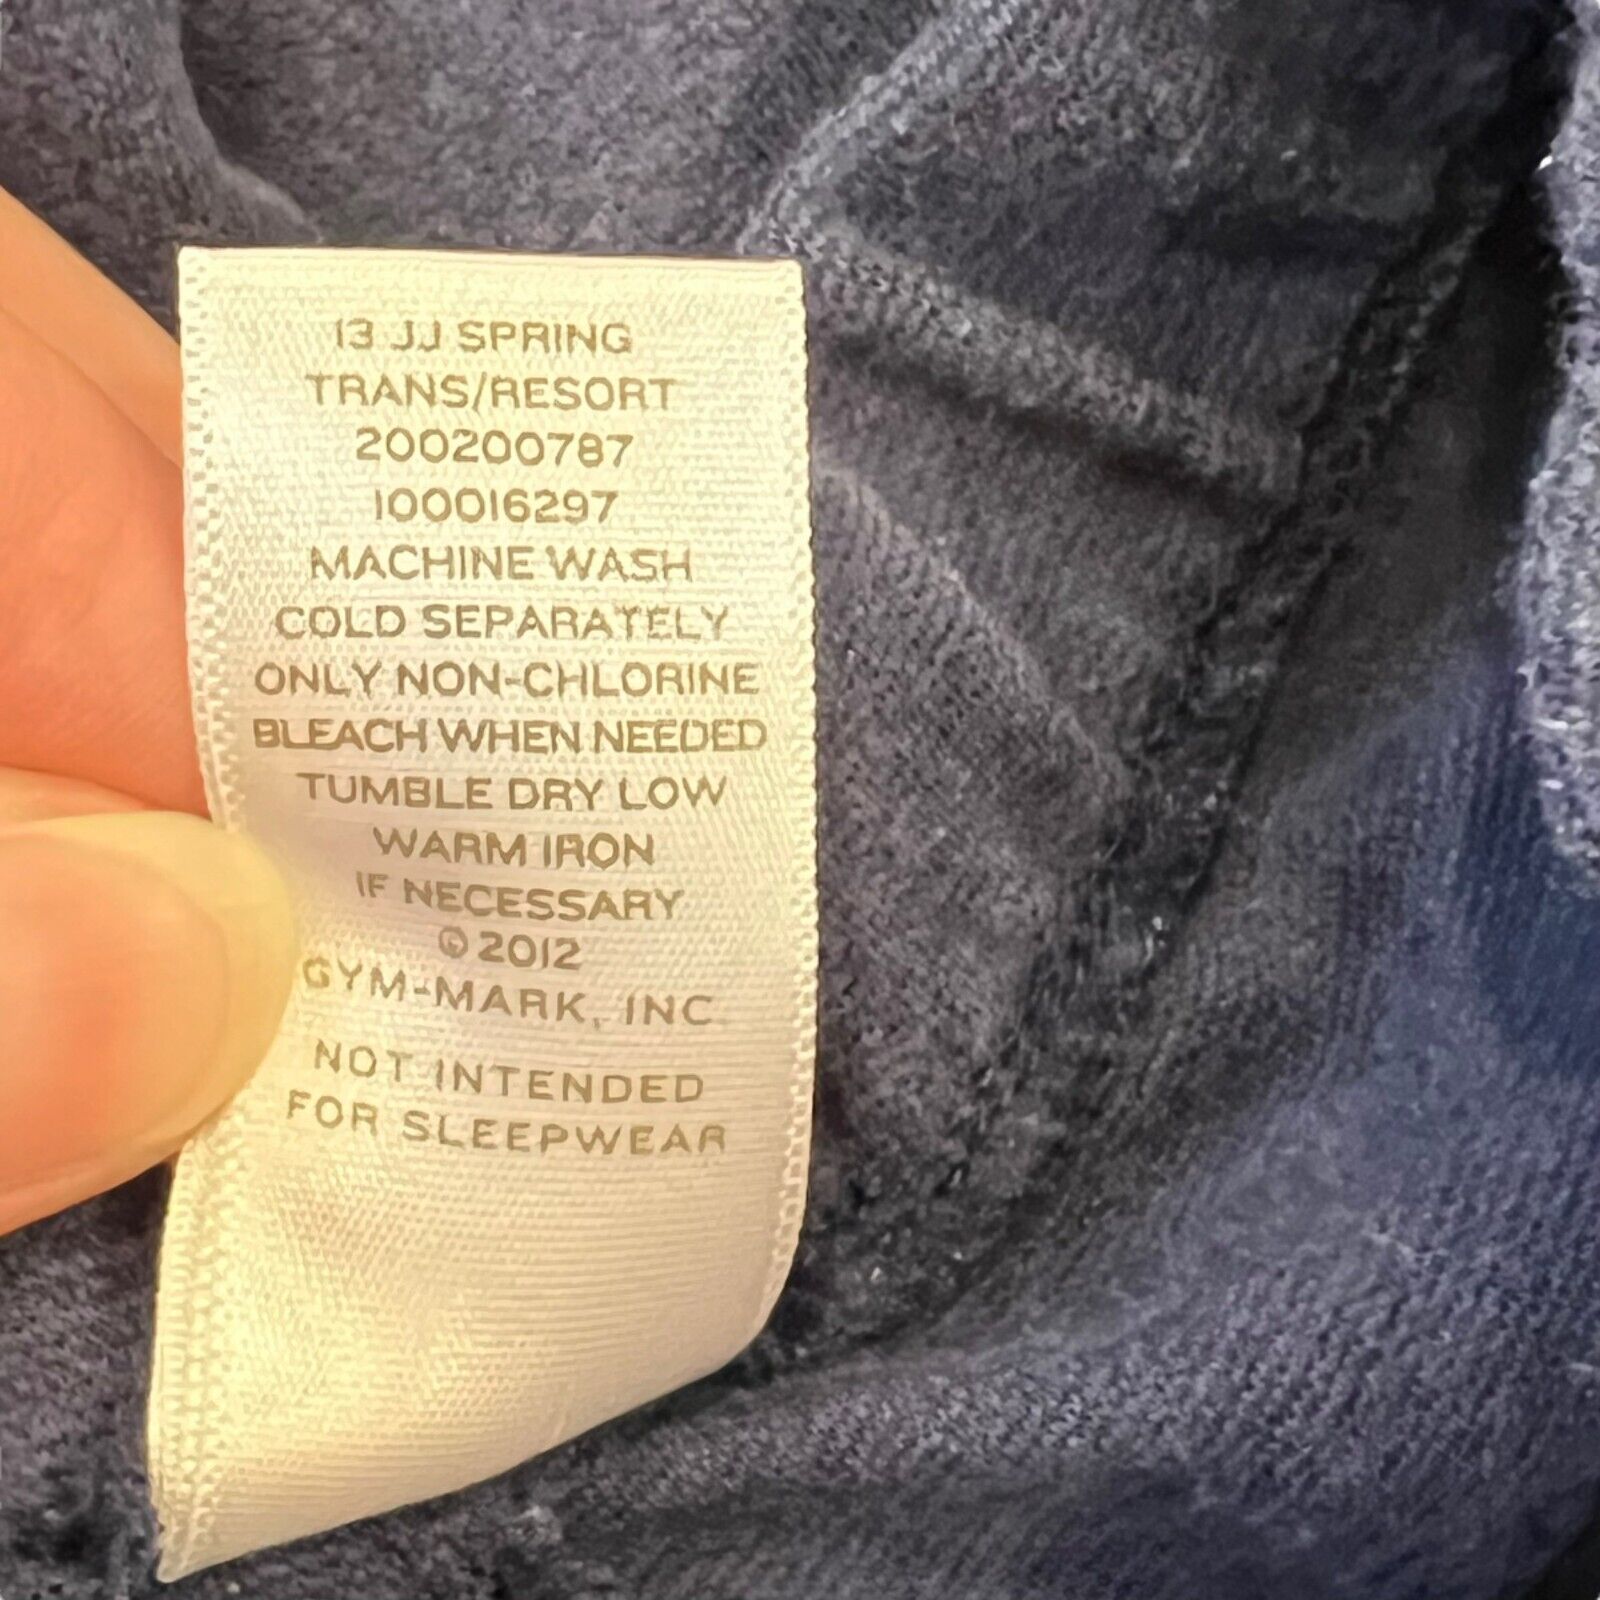 13 JJ SPRING
TRANS/RESORT
200200787
100016297
MACHINE WASH
COLD SEPARATELY
ONLY NON-CHLORINE
BLEACH WHEN NEEDED
TUMBLE DRY LOW
WARM IRON
IF NECESSARY
© 2012
GYM-MARK, INC.
NOT INTENDED
FOR SLEEPWEAR